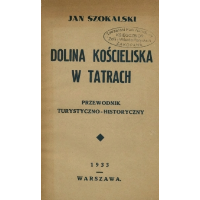 JAN SZOKALSKI
DOLINA KOŚCIELISKA
W TATRACH
PRZEWODNIK
TURYSTYCZNO-HISTORYCZNY
1933
WARSZAWA.